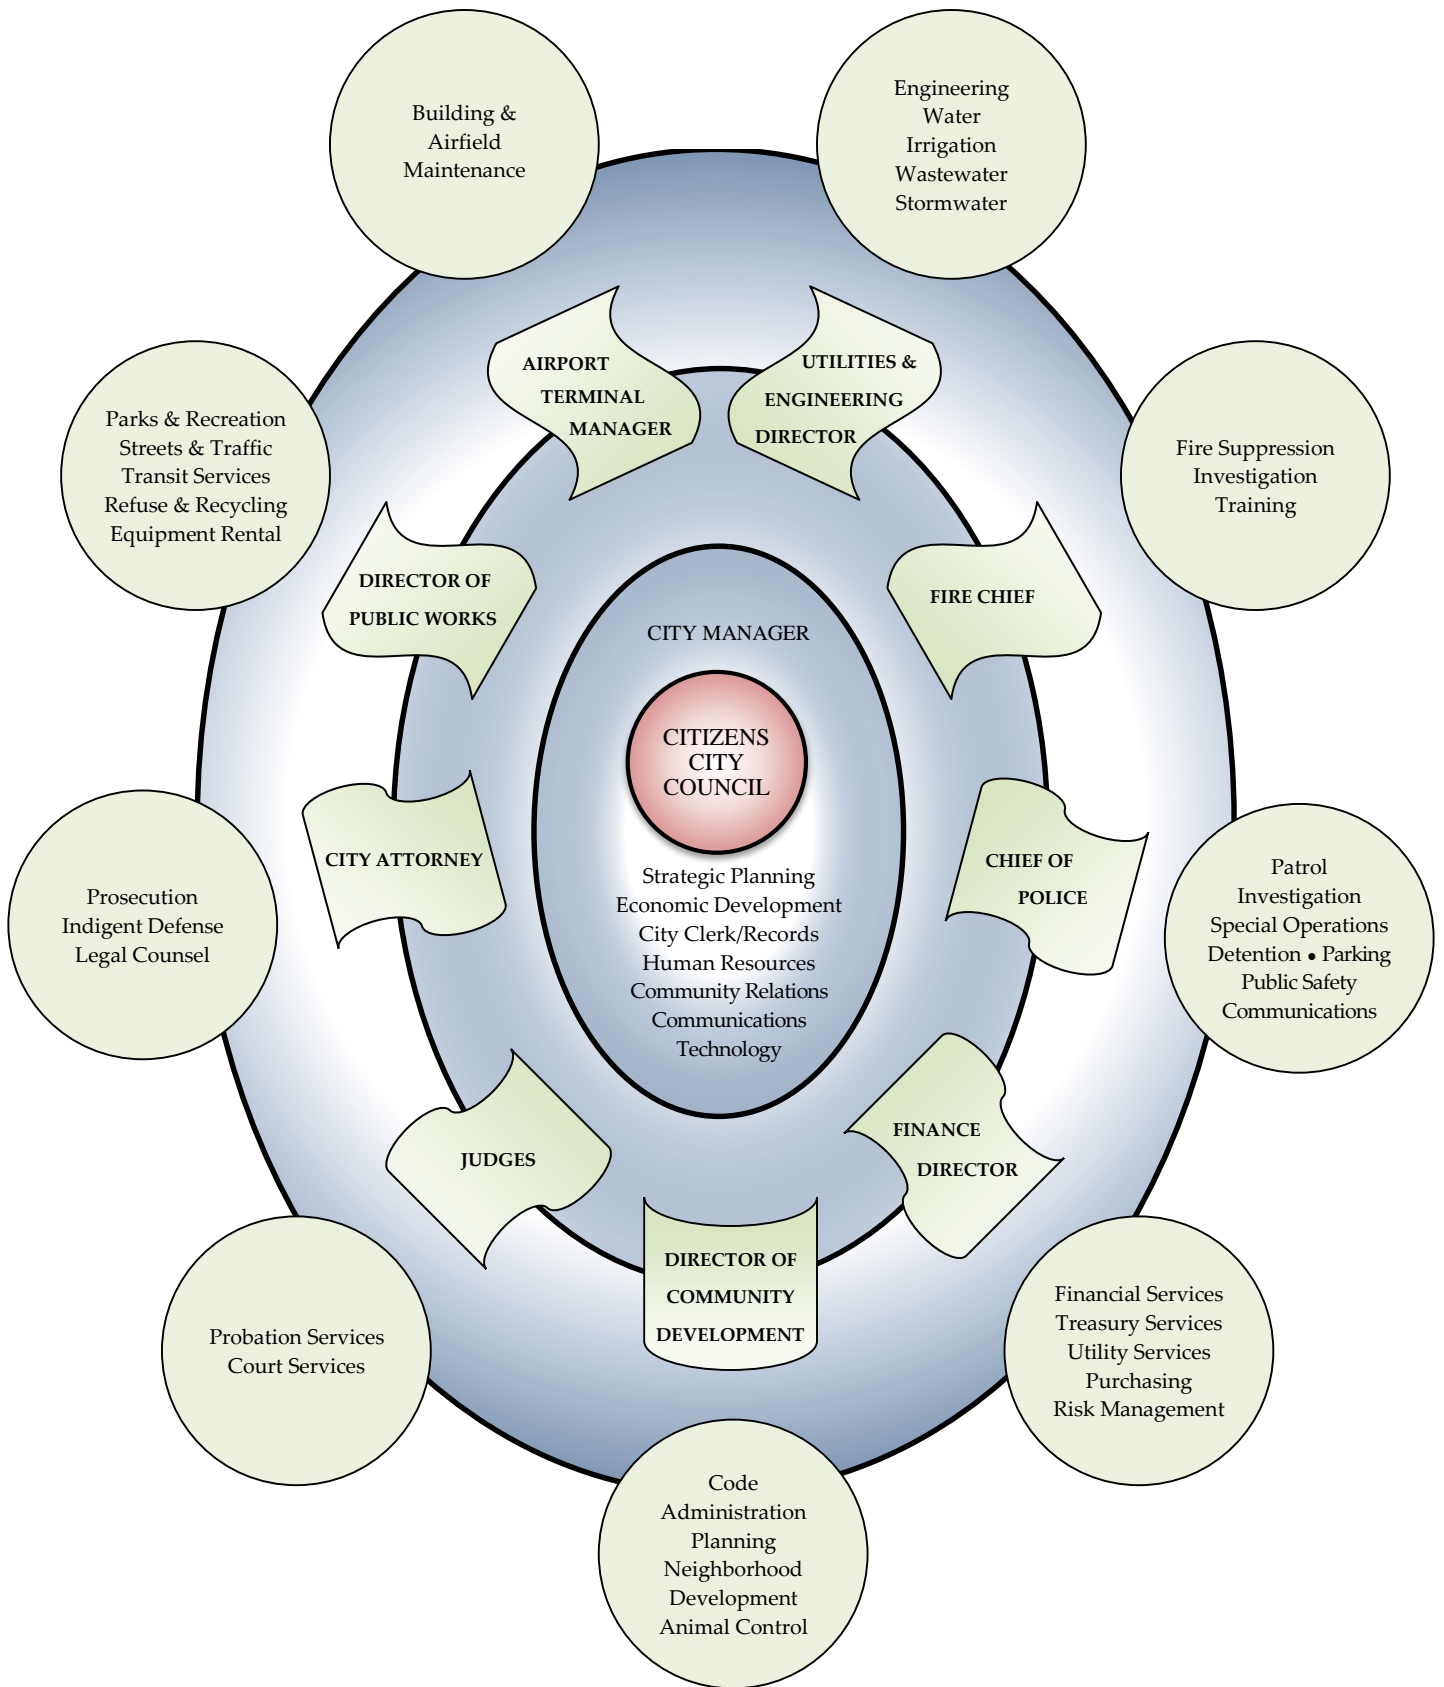 Building &
Airfield
Maintenance
Engineering
Water
Irrigation
Wastewater
Stormwater
AIRPORT
TERMINAL
MANAGER
UTILITIES &
ENGINEERING
DIRECTOR
Parks & Recreation
Streets & Traffic
Transit Services
Refuse & Recycling
Equipment Rental
Fire Suppression
Investigation
Training
DIRECTOR OF
PUBLIC WORKS
FIRE CHIEF
CITY MANAGER
CITIZENS
CITY
COUNCIL
Strategic Planning
Economic Development
City Clerk/Records
Human Resources
Community Relations
Communications
Technology
CITY ATTORNEY
CHIEF OF
POLICE
Prosecution
Indigent Defense
Legal Counsel
Patrol
Investigation
Special Operations
Detention • Parking
Public Safety
Communications
JUDGES
FINANCE
DIRECTOR
DIRECTOR OF
COMMUNITY
DEVELOPMENT
Probation Services
Court Services
Financial Services
Treasury Services
Utility Services
Purchasing
Risk Management
Code
Administration
Planning
Neighborhood
Development
Animal Control